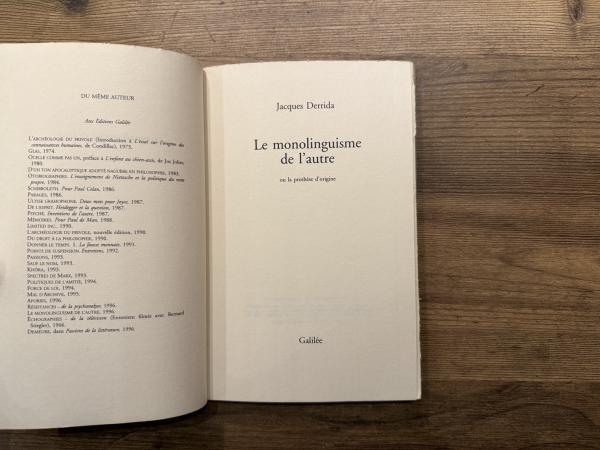 DU MÊME AUTEUR
Aux Éditions Galilée
L'ARCHÉOLOGIE DU FRIVOLE (Introduction à L'essai sur l'origine des
connaissances humaines, de Condillac), 1973.
GLAS, 1974.
OCELLE COMME PAS UN, préface à L'enfant au chien-assis, de Jos Joliet,
1980.
D'UN TON APOCALYPTIQUE ADOPTÉ NAGUÈRE EN PHILOSOPHIE, 1983.
OTOBIOGRAPHIES. L'enseignement de Nietzsche et la politique du nom
propre, 1984.
SCHIBBOLETH. Pour Paul Celan, 1986.
PARAGES, 1986.
ULYSSE GRAMOPHONE. Deux mots pour Joyce, 1987.
DE L'ESPRIT. Heidegger et la question, 1987.
PSYCHÉ. Inventions de l'autre, 1987.
MÉMOIRES. Pour Paul de Man, 1988.
LIMITED INC., 1990.
L'ARCHÉOLOGIE DU FRIVOLE, nouvelle édition, 1990.
DU DROIT À LA PHILOSOPHIE, 1990.
DONNER LE TEMPS. 1. La fausse monnaie, 1991.
POINTS DE SUSPENSION. Entretiens, 1992.
PASSIONS, 1993.
SAUF LE NOM, 1993.
KHÔRA, 1993.
SPECTRES DE MARX, 1993.
POLITIQUES DE L'AMITIÉ, 1994.
FORCE DE LOI, 1994.
MAL D'ARCHIVE, 1995.
APORIES, 1996.
RÉSISTANCES – de la psychanalyse, 1996.
LE MONOLINGUISME DE L'AUTRE, 1996.
ÉCHOGRAPHIES – de la télévision (Entretiens filmés avec Bernard
Stiegler), 1996.
DEMEURE, dans Passions de la littérature, 1996.
Jacques Derrida
Le monolinguisme
de l'autre
ou la prothèse d'origine
Galilée